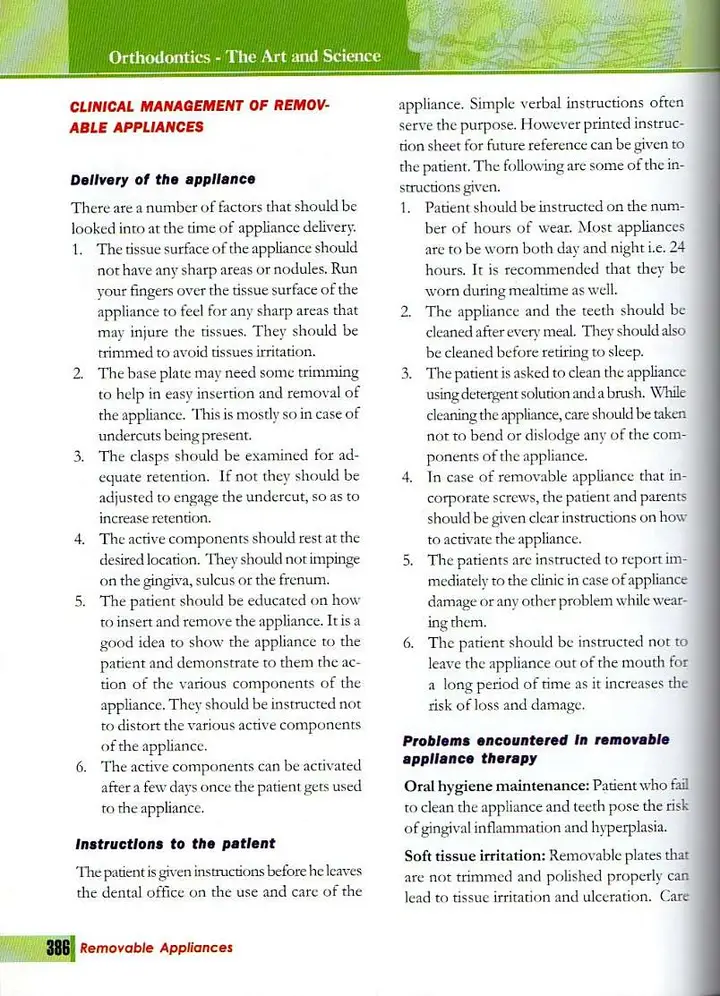 Orthodontics - The Art and Science
CLINICAL MANAGEMENT OF REMOV-
ABLE APPLIANCES
Delivery of the appliance
There are a number of factors that should be
looked into at the time of appliance delivery.
1. The tissue surface of the appliance should
not have any sharp areas or nodules. Run
your fingers over the tissue surface of the
appliance to feel for any sharp areas that
may injure the tissues. They should be
trimmed to avoid tissues irritation.
2. The base plate may need some trimming
to help in easy insertion and removal of
the appliance. This is mostly so in case of
undercuts being present.
3. The clasps should be examined for ad-
equate retention. If not they should be
adjusted to engage the undercut, so as to
increase retention.
4. The active components should rest at the
desired location. They should not impinge
on the gingiva, sulcus or the frenum.
5. The patient should be educated on how
to insert and remove the appliance. It is a
good idea to show the appliance to the
patient and demonstrate to them the ac-
tion of the various components of the
appliance. They should be instructed not
to distort the various active components
of the appliance.
6. The active components can be activated
after a few days once the patient gets used
to the appliance.
Instructions to the patient
The patient is given instructions before he leaves
the dental office on the use and care of the
appliance. Simple verbal instructions often
serve the purpose. However printed instruc-
tion sheet for future reference can be given to
the patient. The following are some of the in-
structions given.
1. Patient should be instructed on the num-
ber of hours of wear. Most appliances
are to be worn both day and night i.e. 24
hours. It is recommended that they be
worn during mealtime as well.
2. The appliance and the teeth should be
cleaned after every meal. They should also
be cleaned before retiring to sleep.
3. The patient is asked to clean the appliance
using detergent solution and a brush. While
cleaning the appliance, care should be taken
not to bend or dislodge any of the com-
ponents of the appliance.
4. In case of removable appliance that in-
corporate screws, the patient and parents
should be given clear instructions on how
to activate the appliance.
5. The patients are instructed to report im-
mediately to the clinic in case of appliance
damage or any other problem while wear-
ing them.
6. The patient should be instructed not to
leave the appliance out of the mouth for
a long period of time as it increases the
risk of loss and damage.
Problems encountered in removable
appliance therapy
Oral hygiene maintenance: Patient who fail
to clean the appliance and teeth pose the risk
of gingival inflammation and hyperplasia.
Soft tissue irritation: Removable plates that
are not trimmed and polished properly can
lead to tissue irritation and ulceration. Care
386 Removable Appliances